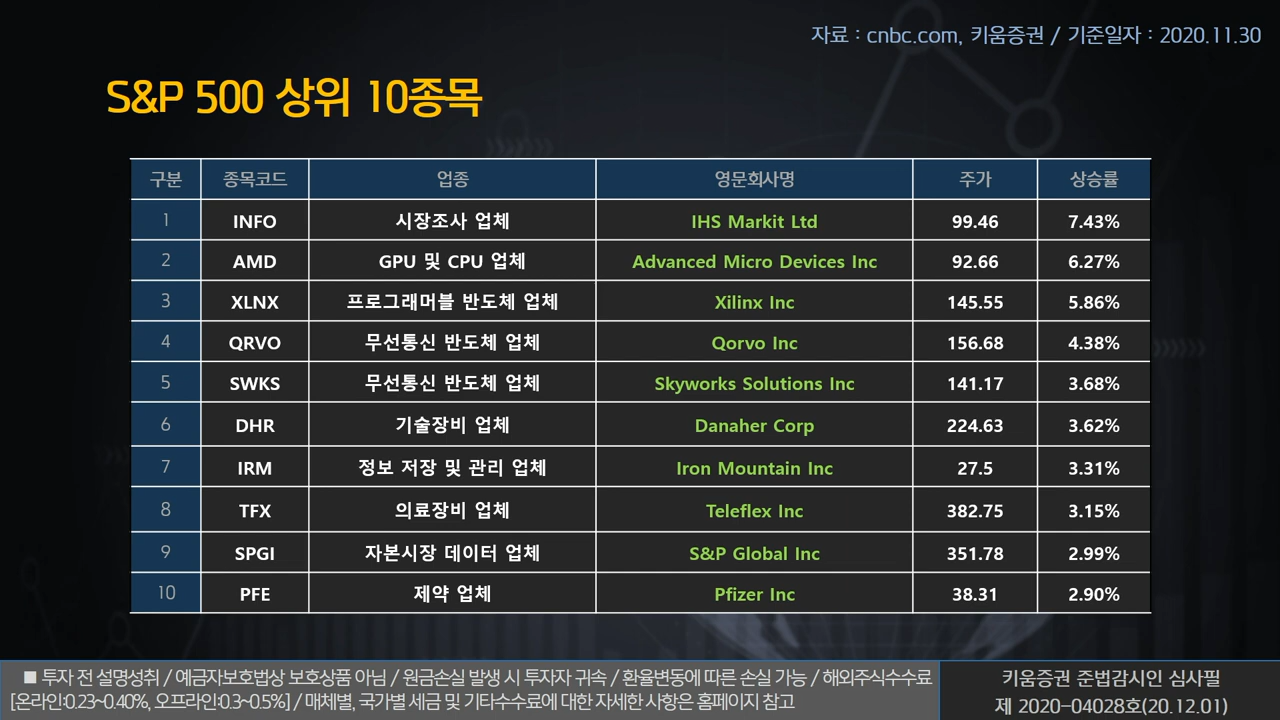 자료 : cnbc.com, 키움증권 / 기준일자 : 2020.11.30
S&P 500 상위 10종목
구분 종목코드 업종 영문회사명 주가 상승률
1 INFO 시장조사 업체 IHS Markit Ltd 99.46 7.43%
2 AMD GPU 및 CPU 업체 Advanced Micro Devices Inc 92.66 6.27%
3 XLNX 프로그래머블 반도체 업체 Xilinx Inc 145.55 5.86%
4 QRVO 무선통신 반도체 업체 Qorvo Inc 156.68 4.38%
5 SWKS 무선통신 반도체 업체 Skyworks Solutions Inc 141.17 3.68%
6 DHR 기술장비 업체 Danaher Corp 224.63 3.62%
7 IRM 정보 저장 및 관리 업체 Iron Mountain Inc 27.5 3.31%
8 TFX 의료장비 업체 Teleflex Inc 382.75 3.15%
9 SPGI 자본시장 데이터 업체 S&P Global Inc 351.78 2.99%
10 PFE 제약 업체 Pfizer Inc 38.31 2.90%
■ 투자 전 설명성취 / 예금자보호법상 보호상품 아님 / 원금손실 발생 시 투자자 귀속 / 환율변동에 따른 손실 가능 / 해외주식수수료
[온라인:0.23~0.40%, 오프라인:0.3~0.5%] / 매체별, 국가별 세금 및 기타수수료에 대한 자세한 사항은 홈페이지 참고
키움증권 준법감시인 심사필
제 2020-04028호(20.12.01)